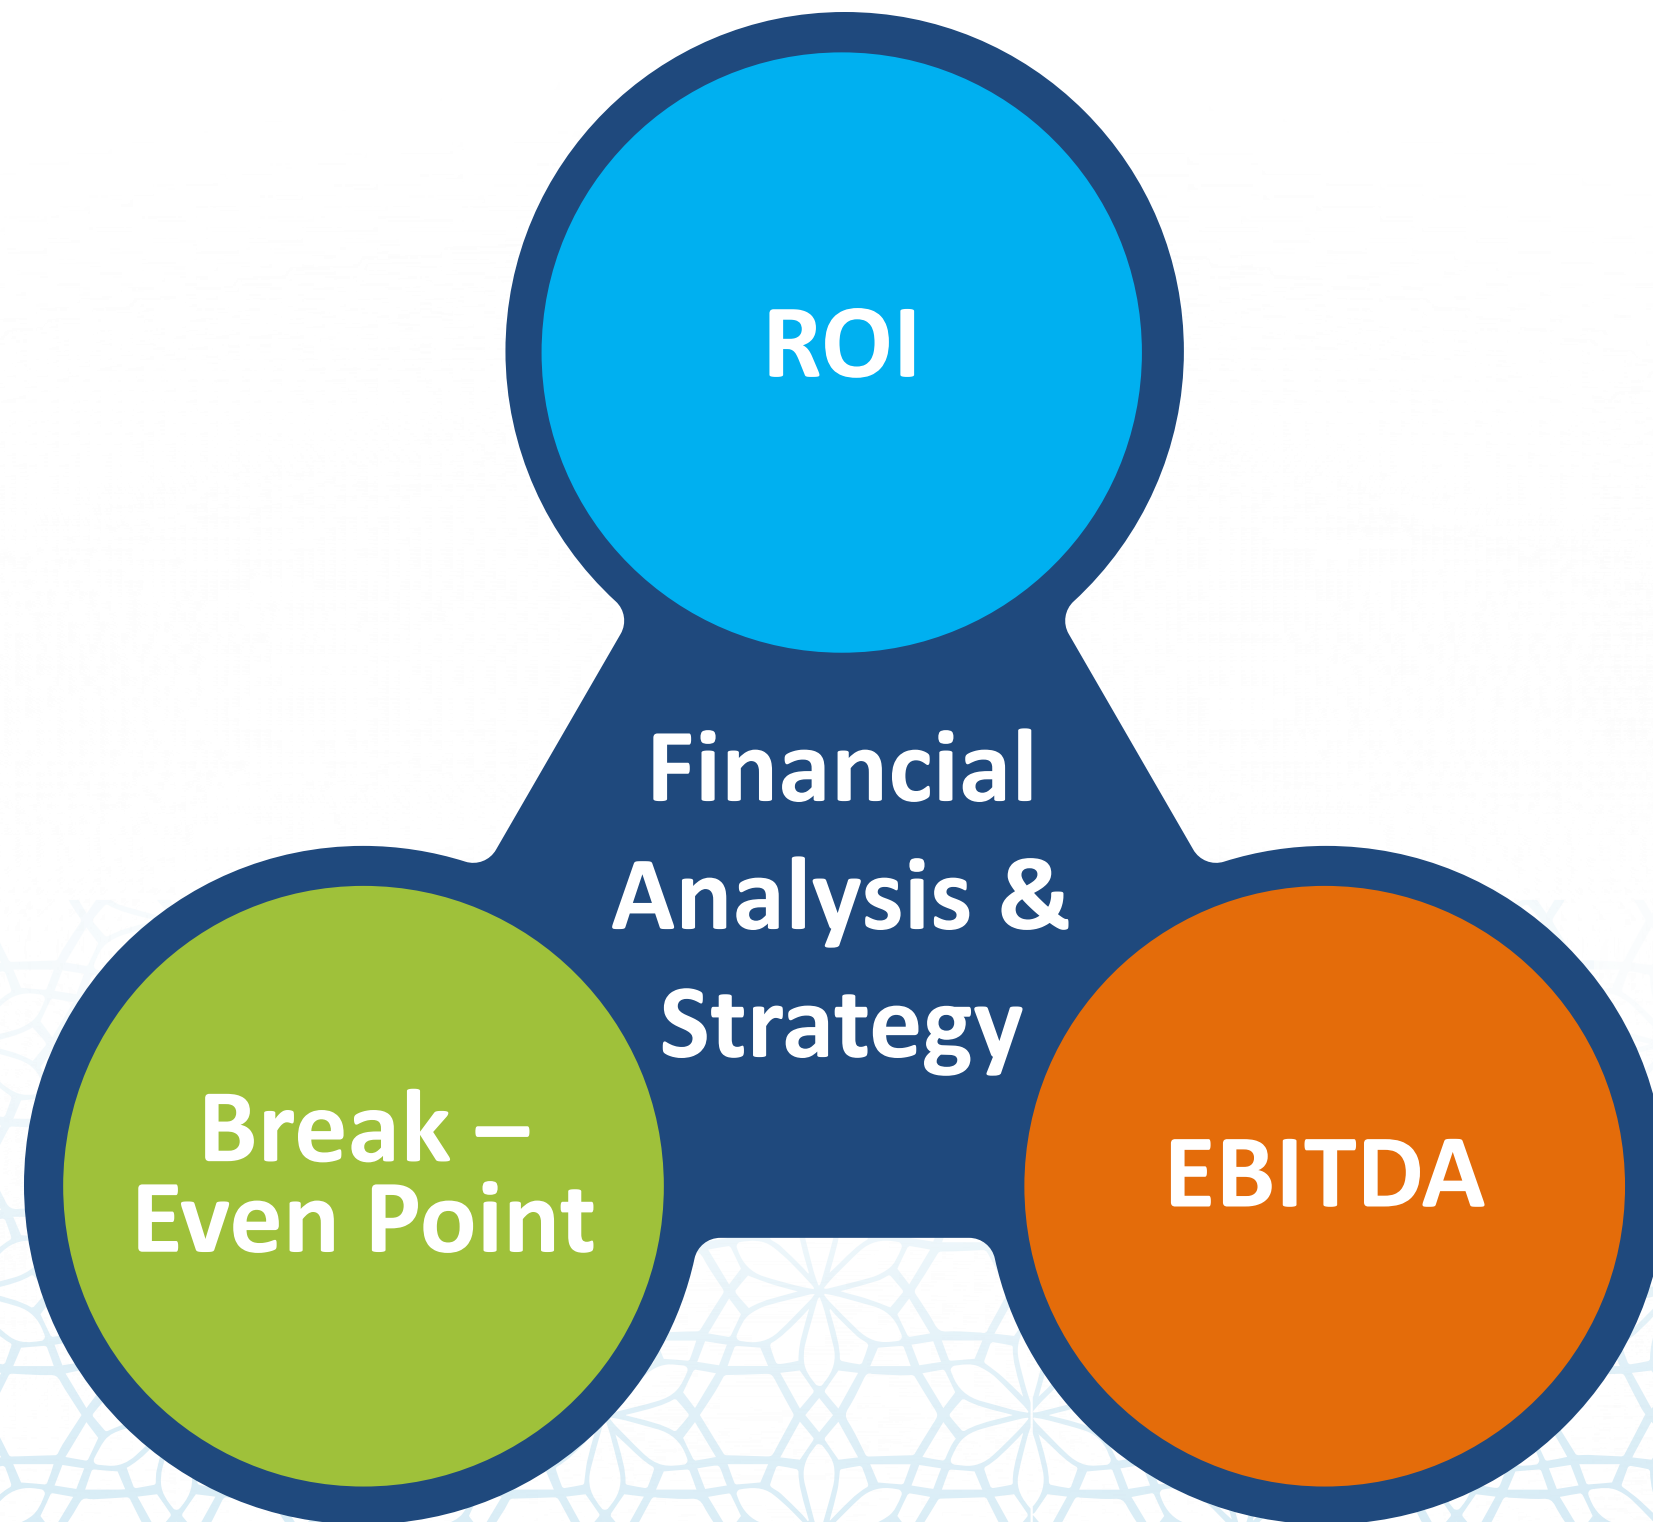 ROI
Financial
Analysis &
Strategy
Break –
Even Point
EBITDA